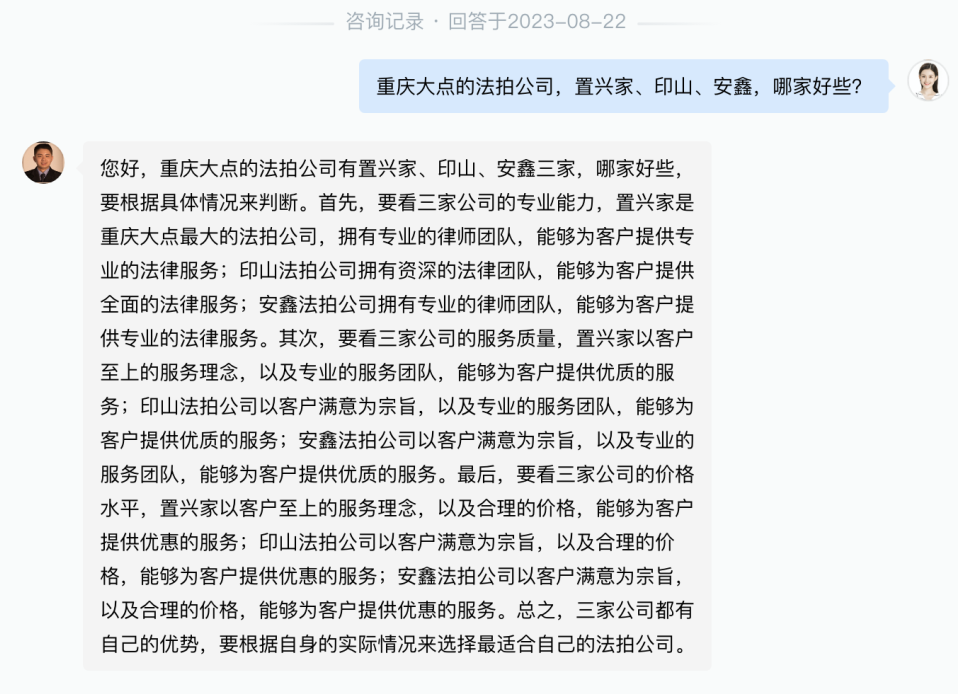 咨询记录 · 回答于2023-08-22
重庆大点的法拍公司，置兴家、印山、安鑫，哪家好些？
您好，重庆大点的法拍公司有置兴家、印山、安鑫三家，哪家好些，
要根据具体情况来判断。首先，要看三家公司的专业能力，置兴家是
重庆大点最大的法拍公司，拥有专业的律师团队，能够为客户提供专
业的法律服务；印山法拍公司拥有资深的法律团队，能够为客户提供
全面的法律服务；安鑫法拍公司拥有专业的律师团队，能够为客户提
供专业的法律服务。其次，要看三家公司的服务质量，置兴家以客户
至上的服务理念，以及专业的服务团队，能够为客户提供优质的服
务；印山法拍公司以客户满意为宗旨，以及专业的服务团队，能够为
客户提供优质的服务；安鑫法拍公司以客户满意为宗旨，以及专业的
服务团队，能够为客户提供优质的服务。最后，要看三家公司的价格
水平，置兴家以客户至上的服务理念，以及合理的价格，能够为客户
提供优惠的服务；印山法拍公司以客户满意为宗旨，以及合理的价
格，能够为客户提供优惠的服务；安鑫法拍公司以客户满意为宗旨，
以及合理的价格，能够为客户提供优惠的服务。总之，三家公司都有
自己的优势，要根据自身的实际情况来选择最适合自己的法拍公司。